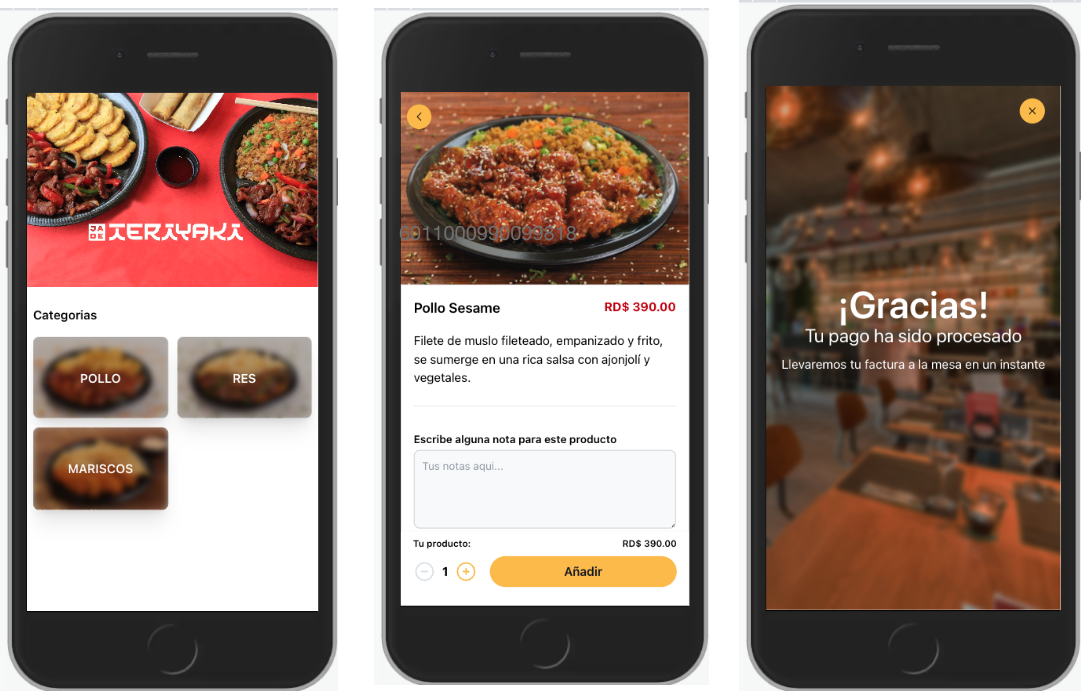 TERAYAKA
Categorias
POLLO
RES
MARISCOS
6011000990099818
Pollo Sesame
RD$ 390.00
Filete de muslo fileteado, empanizado y frito,
se sumerge en una rica salsa con ajonjolí y
vegetales.
Escribe alguna nota para este producto
Tus notas aqui...
Tu producto:
RD$ 390.00
1
Añadir
¡Gracias!
Tu pago ha sido procesado
Llevaremos tu factura a la mesa en un instante